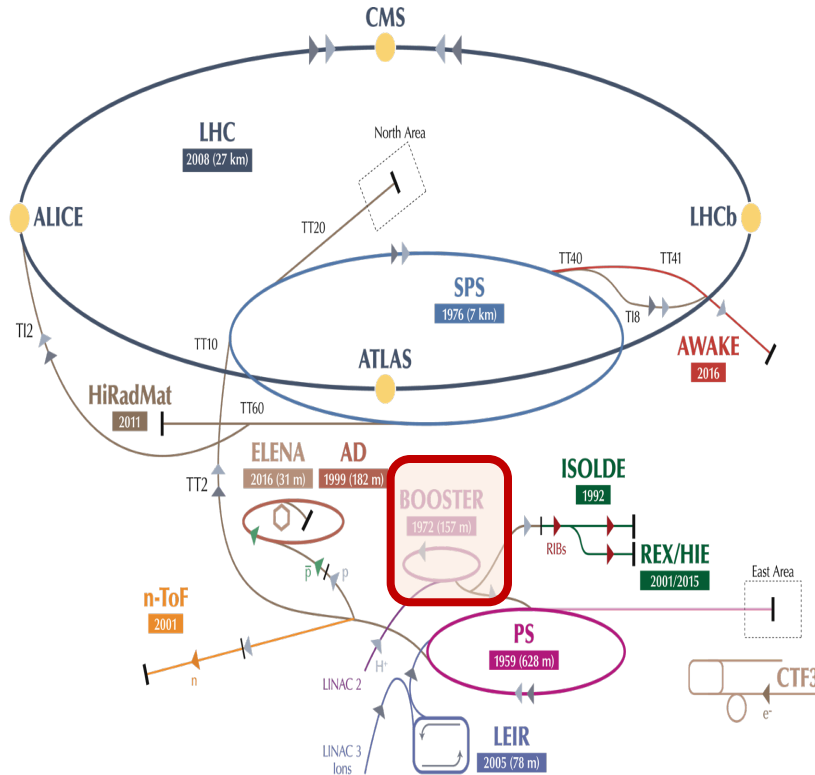 CMS
LHC
2008 (27 km)
North Area
ALICE
TT20
LHCb
TT40
TT41
SPS
1976 (7 km)
TI8
TI2
TT10
ATLAS
AWAKE
2016
HiRadMat
2011
TT60
ELENA
2016 (31 m)
AD
1999 (182 m)
TT2
BOOSTER
1972 (157 m)
ISOLDE
1992
RIBs
REX/HIE
2001/2015
p̅
p
East Area
n-ToF
2001
n
PS
1959 (628 m)
H⁺
LINAC 2
CTF3
e⁻
LEIR
2005 (78 m)
LINAC 3
Ions